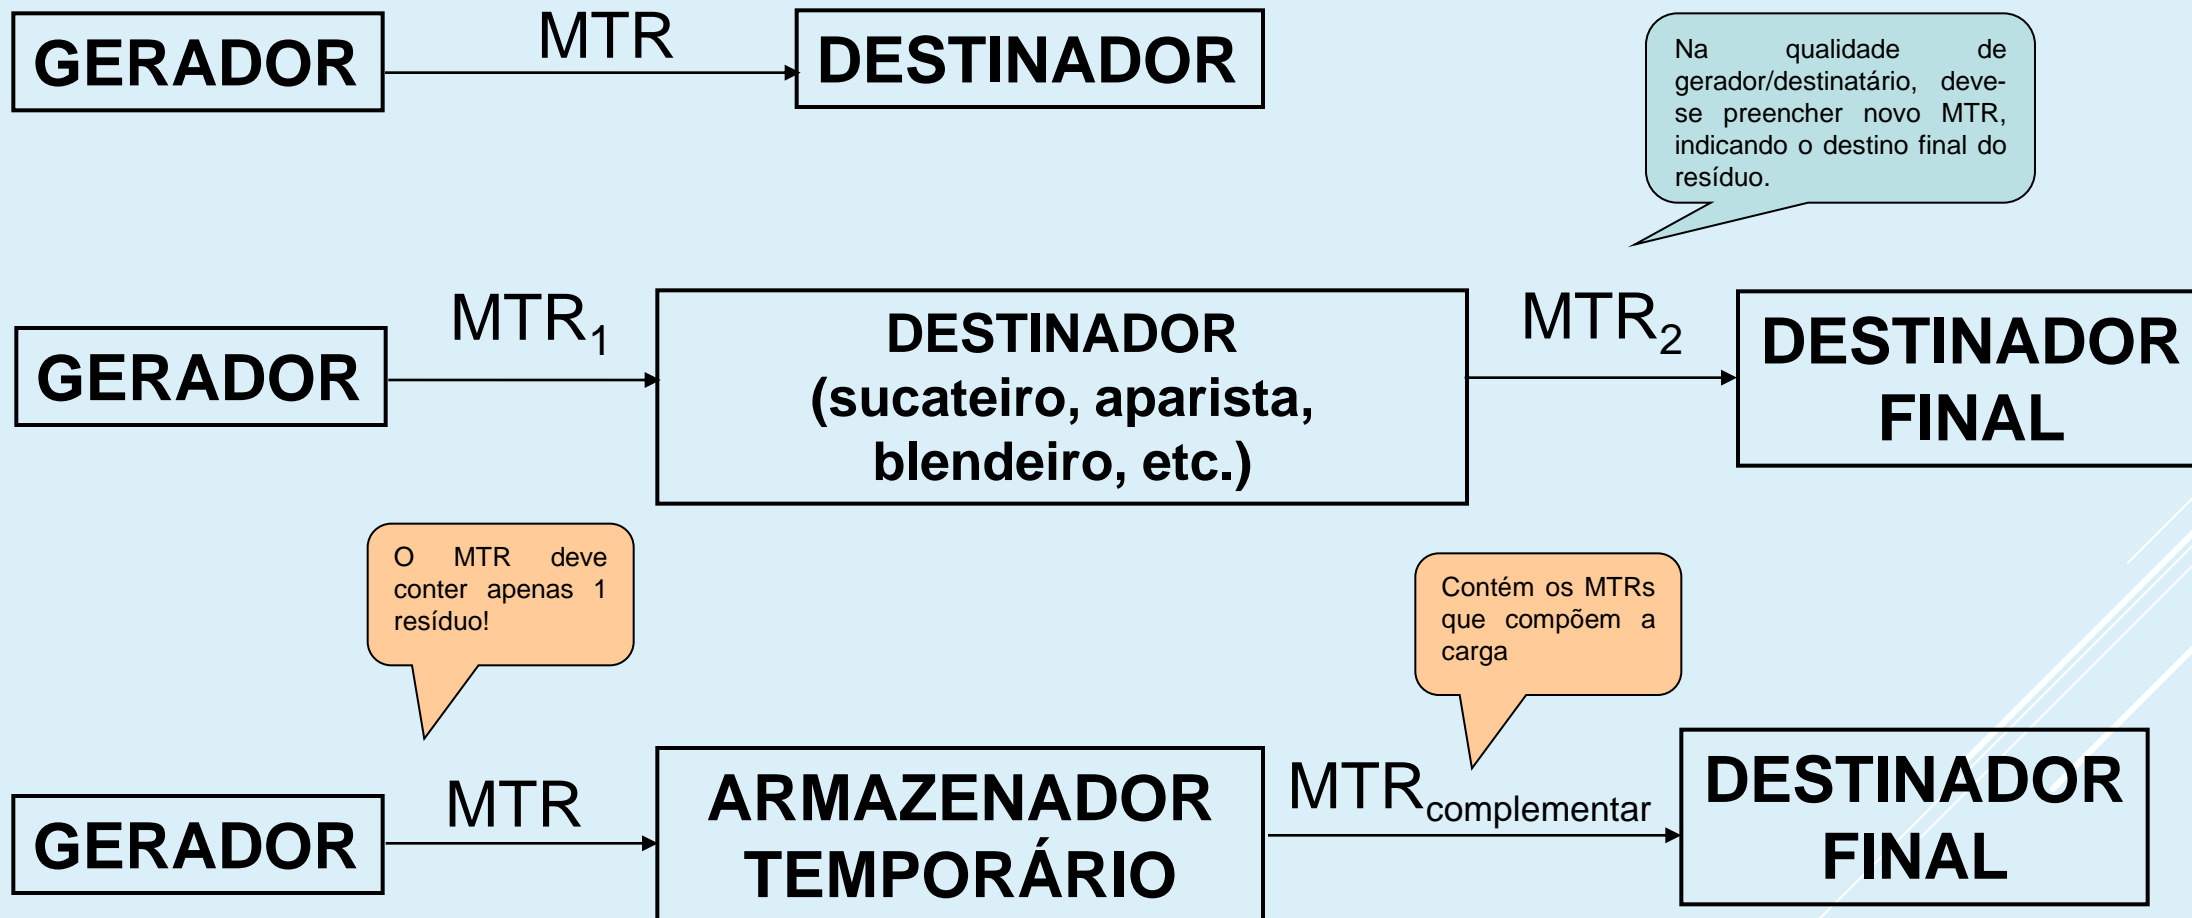 GERADOR
MTR
DESTINADOR
Na qualidade de
gerador/destinatário, deve-
se preencher novo MTR,
indicando o destino final do
resíduo.
GERADOR
MTR1
DESTINADOR
(sucateiro, aparista,
blendeiro, etc.)
MTR2
DESTINADOR
FINAL
O MTR deve
conter apenas 1
resíduo!
Contém os MTRs
que compõem a
carga
GERADOR
MTR
ARMAZENADOR
TEMPORÁRIO
MTRcomplementar
DESTINADOR
FINAL